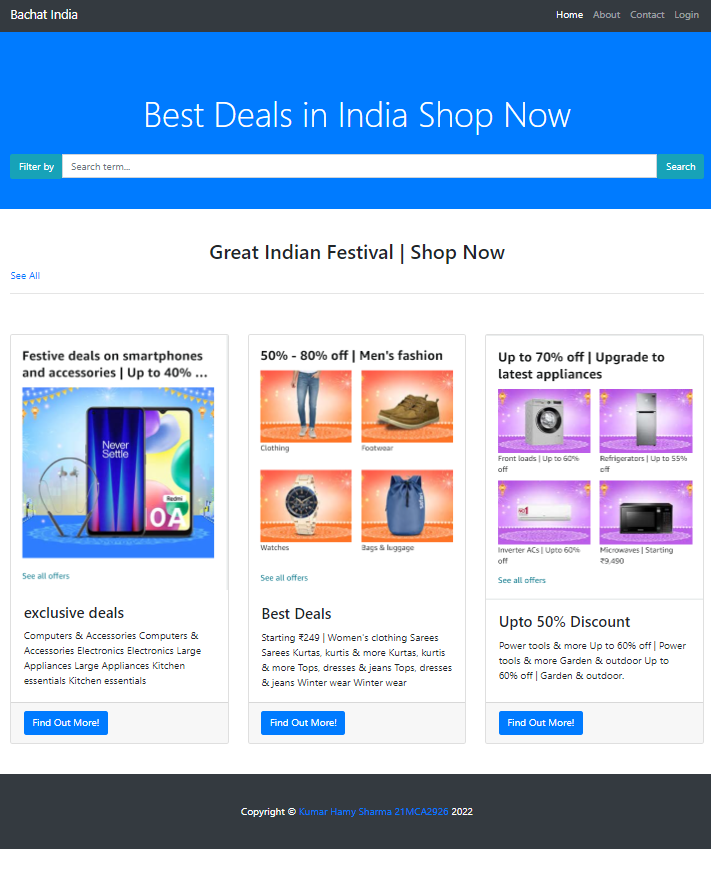 Bachat India
Home About Contact Login
Best Deals in India Shop Now
Filter by Search term... Search
Great Indian Festival | Shop Now
See All
Festive deals on smartphones
and accessories | Up to 40% ...
Never
Settle
Redmi
See all offers
exclusive deals
Computers & Accessories Computers &
Accessories Electronics Electronics Large
Appliances Large Appliances Kitchen
essentials Kitchen essentials
Find Out More!
50% - 80% off | Men's fashion
Clothing
Footwear
Watches
Bags & luggage
See all offers
Best Deals
Starting ₹249 | Women's clothing Sarees
Sarees Kurtas, kurtis & more Kurtas, kurtis
& more Tops, dresses & jeans Tops, dresses
& jeans Winter wear Winter wear
Find Out More!
Up to 70% off | Upgrade to
latest appliances
Front loads | Up to 60%
off
Refrigerators | Up to 55%
off
Inverter ACs | Upto 60%
off
Microwaves | Starting
₹9,490
See all offers
Upto 50% Discount
Power tools & more Up to 60% off | Power
tools & more Garden & outdoor Up to
60% off | Garden & outdoor.
Find Out More!
Copyright © Kumar Hamy Sharma 21MCA2926 2022